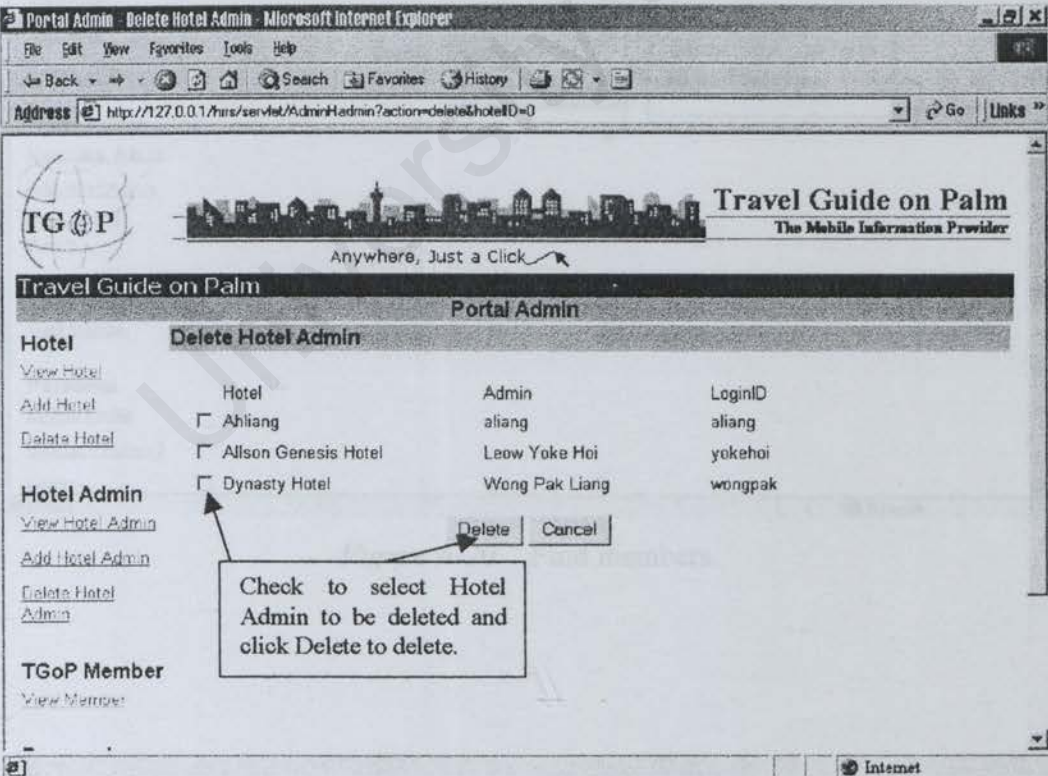 Portal Admin - Delete Hotel Admin - Microsoft Internet Explorer
File Edit View Favorites Tools Help
Back Search Favorites History
Address http://127.0.0.1/hrs/servlet/AdminHadmin?action=delete&hotelID=0 Go Links »
TGOP
Travel Guide on Palm
The Mobile Information Provider
Anywhere, Just a Click
Travel Guide on Palm
Portal Admin
Hotel
View Hotel
Add Hotel
Delete Hotel
Hotel Admin
View Hotel Admin
Add Hotel Admin
Delete Hotel
Admin
TGoP Member
View Member
Delete Hotel Admin
Hotel Admin LoginID
Ahliang aliang aliang
Allson Genesis Hotel Leow Yoke Hoi yokehoi
Dynasty Hotel Wong Pak Liang wongpak
Delete Cancel
Check to select Hotel
Admin to be deleted and
click Delete to delete.
Find members.
Internet
University